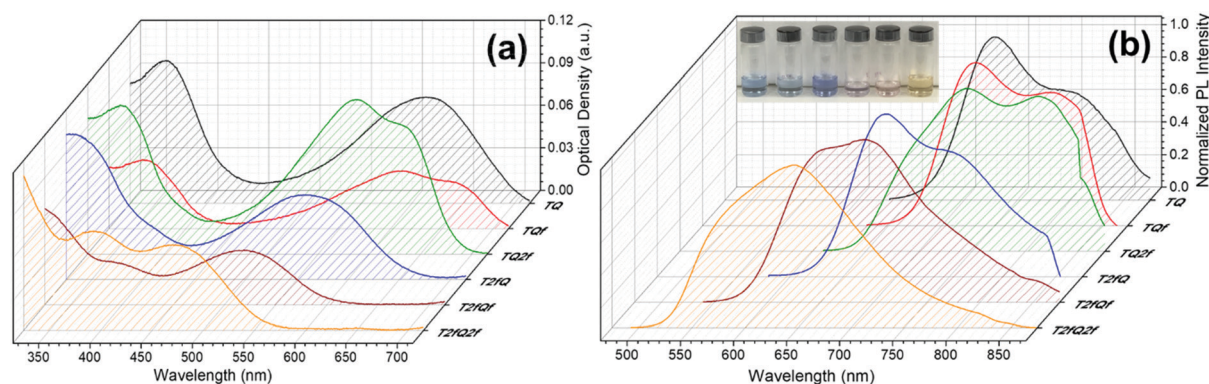 (a)
0.12
0.09
0.06
0.03
0.00
Optical Density (a.u.)
TQ
TQf
TQ2f
T2fQ
T2fQf
T2fQ2f
350 400 450 500 550 600 650 700
Wavelength (nm)
(b)
1.0
0.8
0.6
0.4
0.2
0.0
Normalized PL Intensity
TQ
TQf
TQ2f
T2fQ
T2fQf
T2fQ2f
500 550 600 650 700 750 800 850
Wavelength (nm)